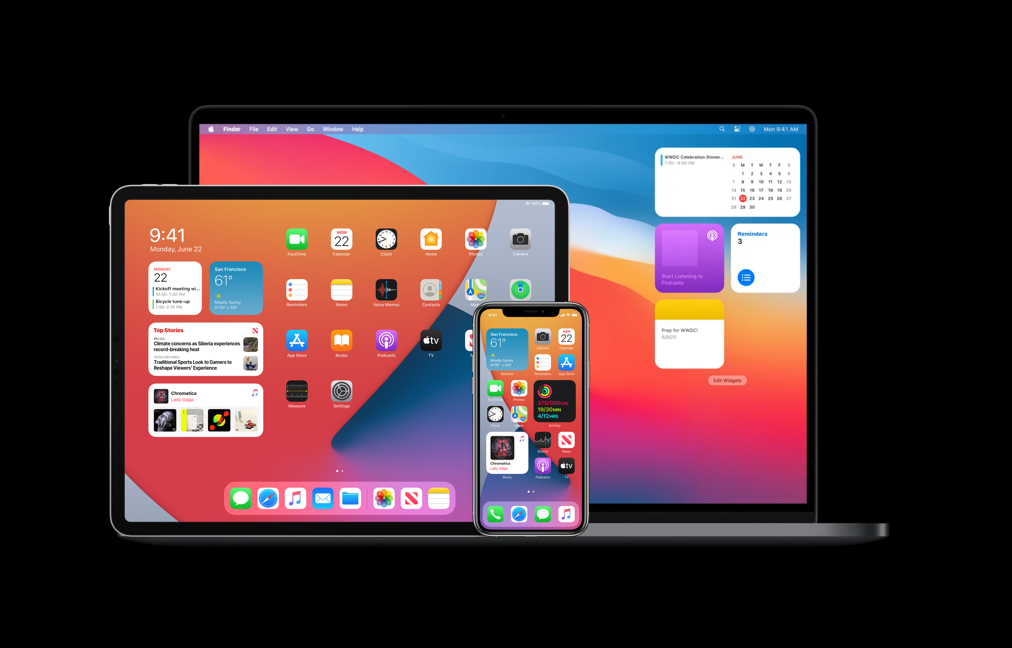 Finder File Edit View Go Window Help
Mon 9:41 AM
WWDC Celebration Dinner...
7:00–8:00 PM
JUNE
S M T W T F S
1 2 3 4 5 6
7 8 9 10 11 12 13
14 15 16 17 18 19 20
21 22 23 24 25 26 27
28 29 30
Start Listening to
Podcasts
Reminders
3
Prep for WWDC!
6/9/20
Edit Widgets
9:41
Monday, June 22
MONDAY
22
Kickoff meeting wi...
Bicycle tune-up
San Francisco
61°
Mostly Sunny
Top Stories
Climate concerns as Siberia experiences
record-breaking heat
Traditional Sports Look to Gamers to
Reshape Viewers' Experience
Chromatica
Lady Gaga
MON
22
FaceTime Calendar Clock Home Photos Camera
Reminders Notes Voice Memos Contacts
App Store Books Podcasts TV
tv
Measure Settings
9:41
San Francisco
61°
Mostly Sunny
Weather
MON
22
Camera Calendar
Reminders App Store
Photos
375/500CAL
19/30MIN
4/12HRS
Activity
Chromatica
Lady Gaga
Music
News
Podcasts TV
tv